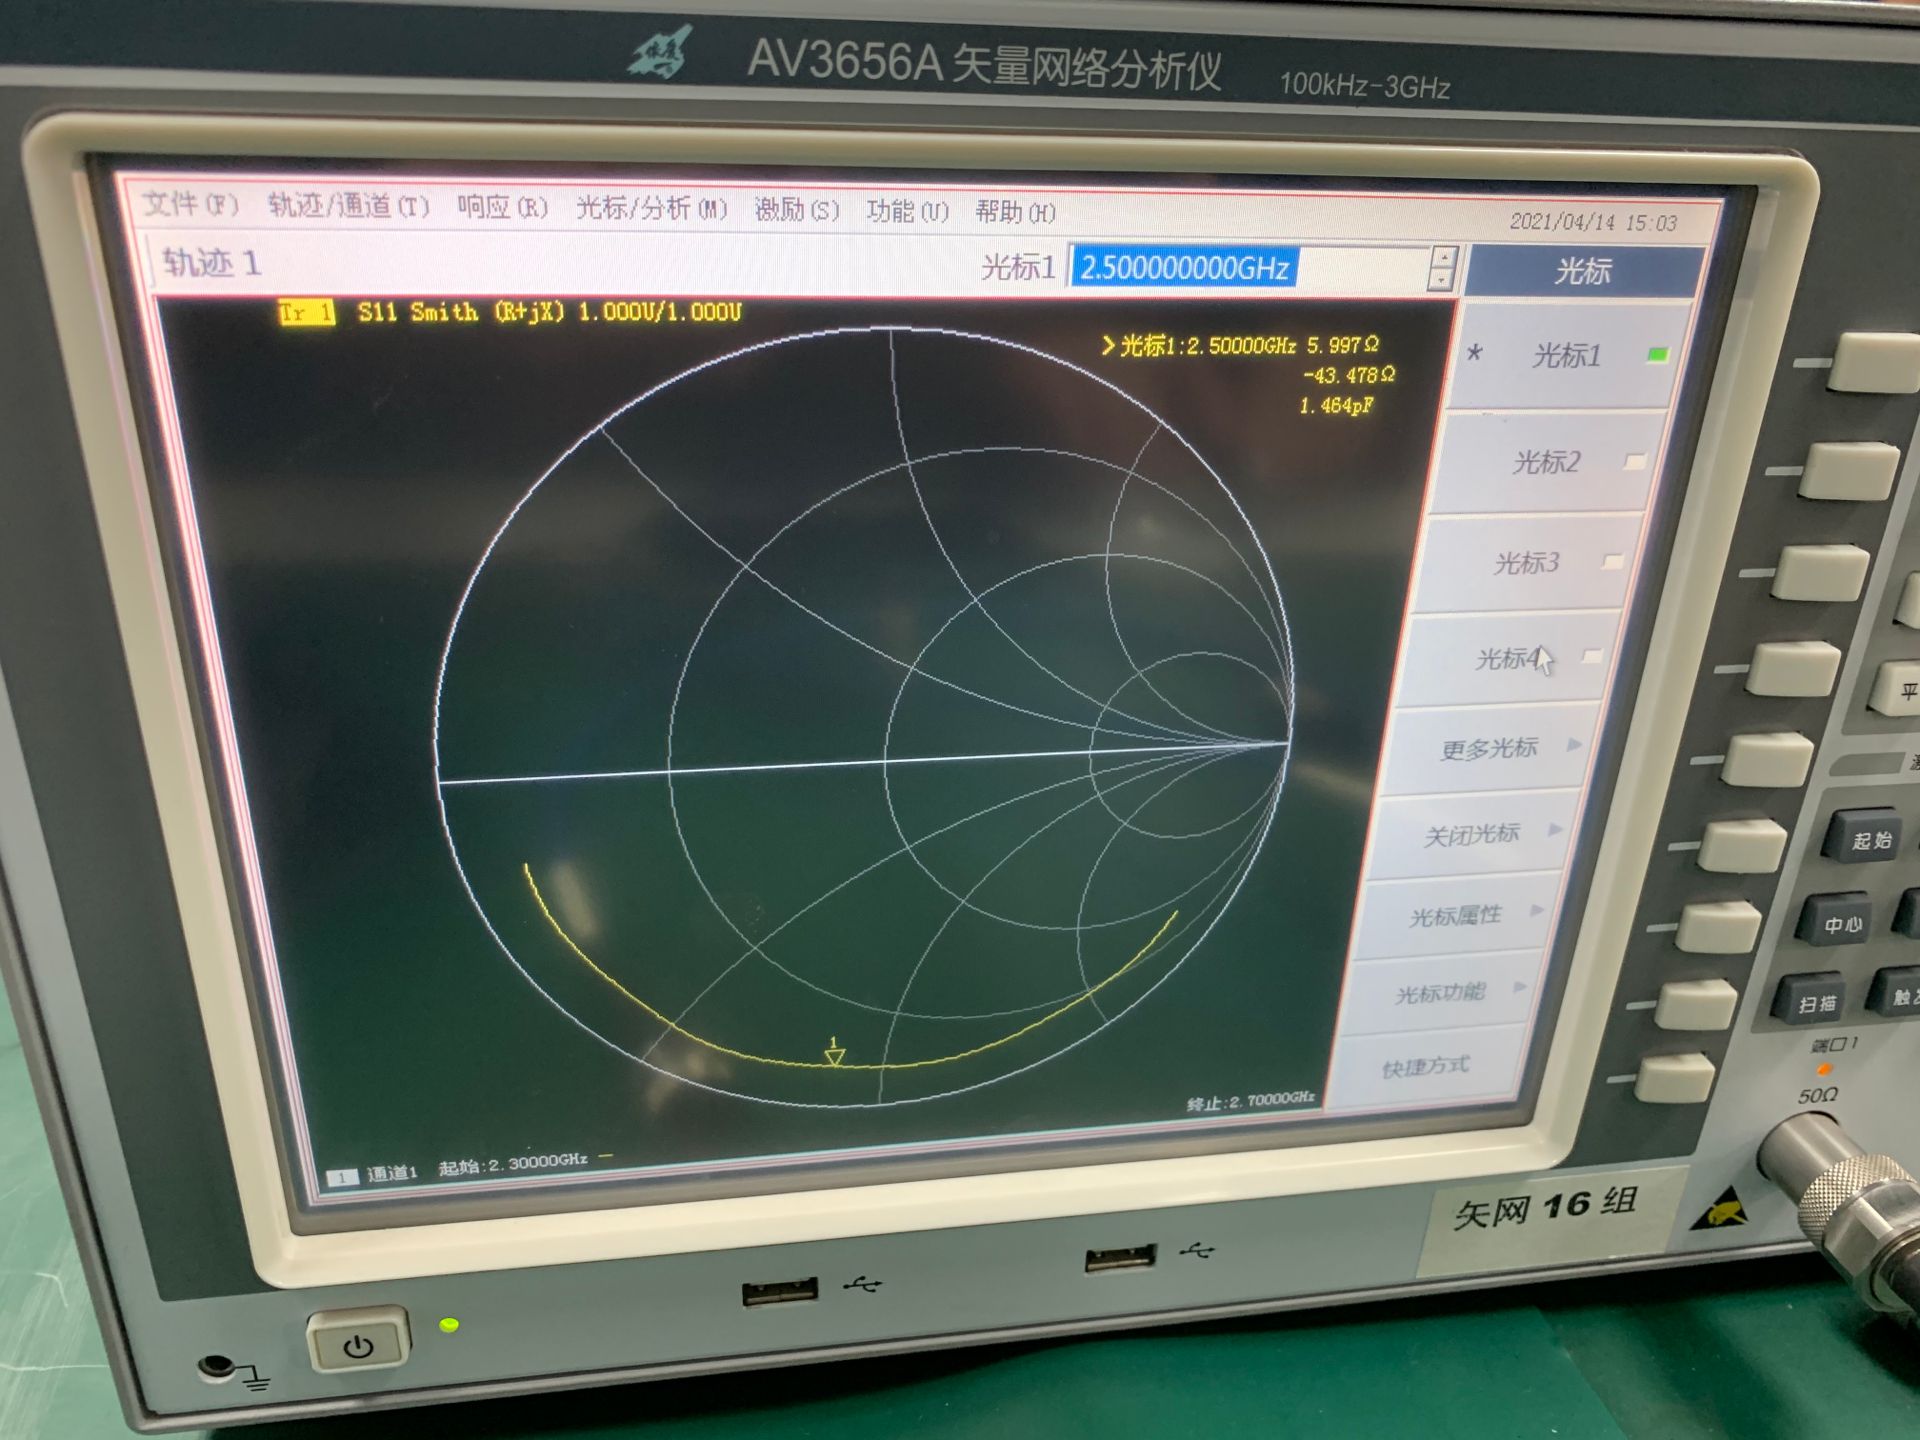 AV3656A 矢量网络分析仪 100kHz-3GHz
文件(F) 轨迹/通道(T) 响应(R) 光标/分析(M) 激励(S) 功能(U) 帮助(H)
2021/04/14 15:03
轨迹 1
光标1 2.500000000GHz
光标
Tr 1 S11 Smith (R+jX) 1.000U/1.000U
>光标1:2.50000GHz 5.997Ω
-43.478Ω
1.464pF
* 光标1
光标2
光标3
光标4
更多光标
关闭光标
光标属性
光标功能
快捷方式
1
终止:2.70000GHz
1 通道1 起始:2.30000GHz
平
起始
中心
扫描
端口1
50Ω
矢网 16 组